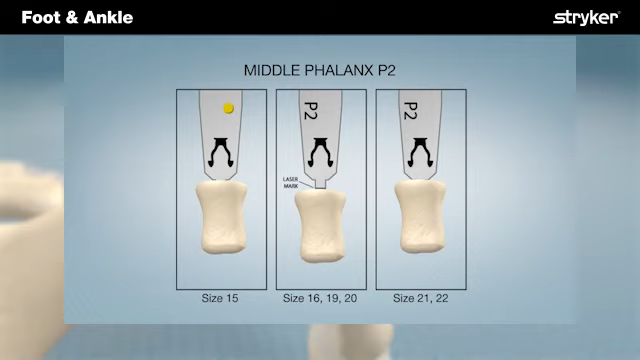 Foot & Ankle
stryker
MIDDLE PHALANX P2
P2
P2
LASER
MARK
Size 15
Size 16, 19, 20
Size 21, 22